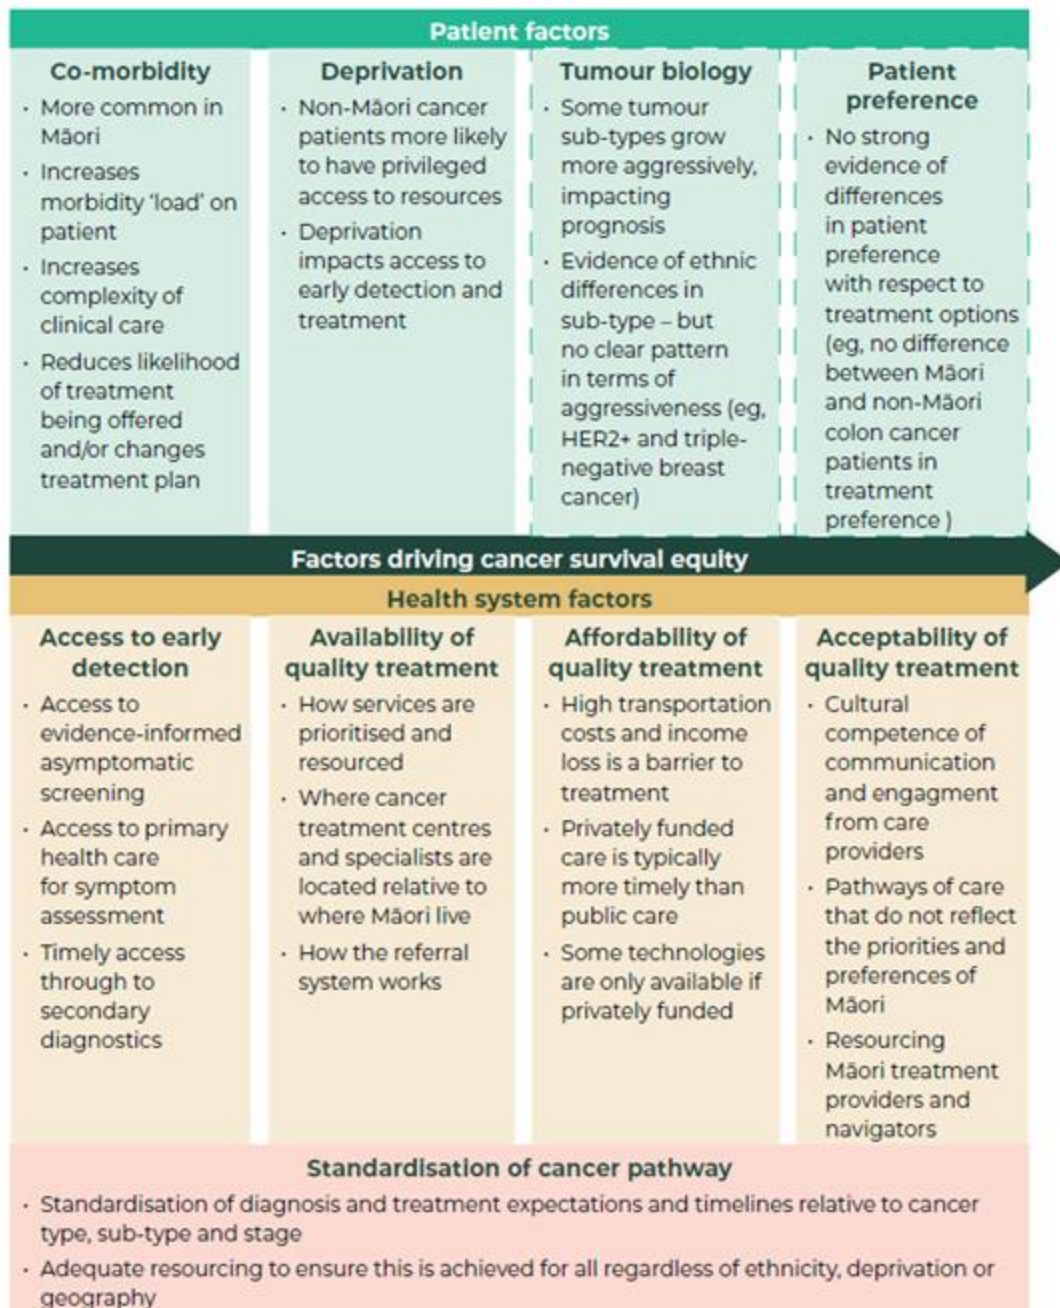 Patient factors
Co-morbidity
· More common in
Māori
· Increases
morbidity ‘load’ on
patient
· Increases
complexity of
clinical care
· Reduces likelihood
of treatment
being offered
and/or changes
treatment plan
Deprivation
· Non-Māori cancer
patients more likely
to have privileged
access to resources
· Deprivation
impacts access to
early detection and
treatment
Tumour biology
· Some tumour
sub-types grow
more aggressively,
impacting
prognosis
· Evidence of ethnic
differences in
sub-type – but
no clear pattern
in terms of
aggressiveness (eg,
HER2+ and triple-
negative breast
cancer)
Patient
preference
· No strong
evidence of
differences
in patient
preference
with respect to
treatment options
(eg, no difference
between Māori
and non-Māori
colon cancer
patients in
treatment
preference )
Factors driving cancer survival equity
Health system factors
Access to early
detection
· Access to
evidence-informed
asymptomatic
screening
· Access to primary
health care
for symptom
assessment
· Timely access
through to
secondary
diagnostics
Availability of
quality treatment
· How services are
prioritised and
resourced
· Where cancer
treatment centres
and specialists are
located relative to
where Māori live
· How the referral
system works
Affordability of
quality treatment
· High transportation
costs and income
loss is a barrier to
treatment
· Privately funded
care is typically
more timely than
public care
· Some technologies
are only available if
privately funded
Acceptability of
quality treatment
· Cultural
competence of
communication
and engagment
from care
providers
· Pathways of care
that do not reflect
the priorities and
preferences of
Māori
· Resourcing
Māori treatment
providers and
navigators
Standardisation of cancer pathway
· Standardisation of diagnosis and treatment expectations and timelines relative to cancer
type, sub-type and stage
· Adequate resourcing to ensure this is achieved for all regardless of ethnicity, deprivation or
geography